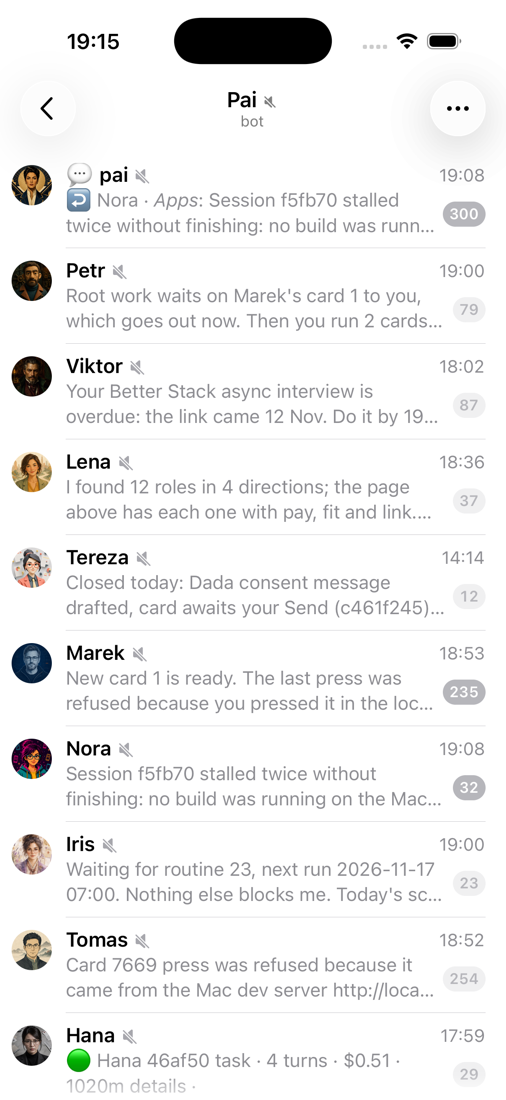 19:15
Pai
bot
pai
19:08
Nora · Apps: Session f5fb70 stalled
twice without finishing: no build was runn...
300
Petr
19:00
Root work waits on Marek's card 1 to you,
which goes out now. Then you run 2 cards...
79
Viktor
18:02
Your Better Stack async interview is
overdue: the link came 12 Nov. Do it by 19...
87
Lena
18:36
I found 12 roles in 4 directions; the page
above has each one with pay, fit and link....
37
Tereza
14:14
Closed today: Dada consent message
drafted, card awaits your Send (c461f245)...
12
Marek
18:53
New card 1 is ready. The last press was
refused because you pressed it in the loc...
235
Nora
19:08
Session f5fb70 stalled twice without
finishing: no build was running on the Mac...
32
Iris
19:00
Waiting for routine 23, next run 2026-11-17
07:00. Nothing else blocks me. Today's sc...
23
Tomas
18:52
Card 7669 press was refused because it
came from the Mac dev server http://loca...
254
Hana
17:59
Hana 46af50 task · 4 turns · $0.51 ·
1020m details ·
29